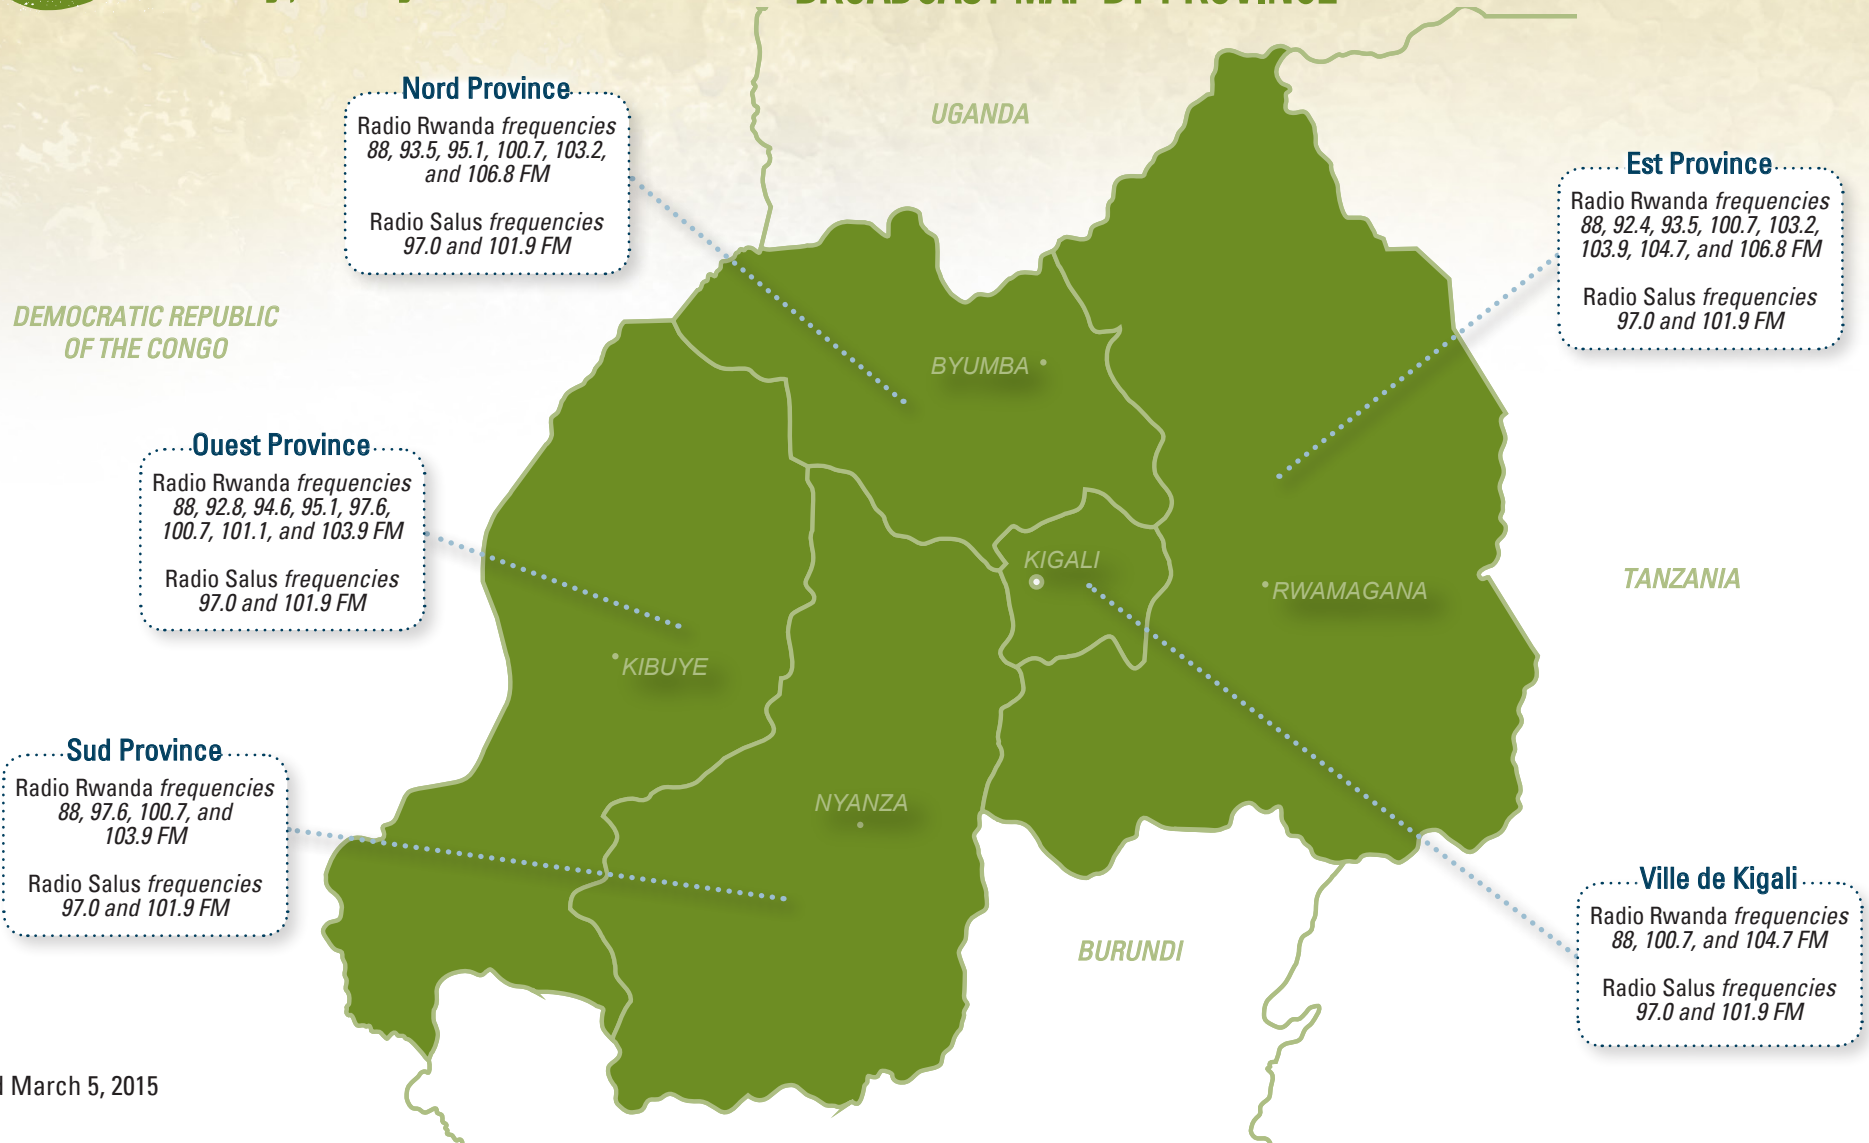 BROADCAST MAP BY PROVINCE
Nord Province
Radio Rwanda frequencies
88, 93.5, 95.1, 100.7, 103.2,
and 106.8 FM
Radio Salus frequencies
97.0 and 101.9 FM
UGANDA
Est Province
Radio Rwanda frequencies
88, 92.4, 93.5, 100.7, 103.2,
103.9, 104.7, and 106.8 FM
Radio Salus frequencies
97.0 and 101.9 FM
DEMOCRATIC REPUBLIC
OF THE CONGO
BYUMBA
Ouest Province
Radio Rwanda frequencies
88, 92.8, 94.6, 95.1, 97.6,
100.7, 101.1, and 103.9 FM
Radio Salus frequencies
97.0 and 101.9 FM
KIGALI
RWAMAGANA
TANZANIA
KIBUYE
Sud Province
Radio Rwanda frequencies
88, 97.6, 100.7, and
103.9 FM
Radio Salus frequencies
97.0 and 101.9 FM
NYANZA
Ville de Kigali
Radio Rwanda frequencies
88, 100.7, and 104.7 FM
Radio Salus frequencies
97.0 and 101.9 FM
BURUNDI
March 5, 2015